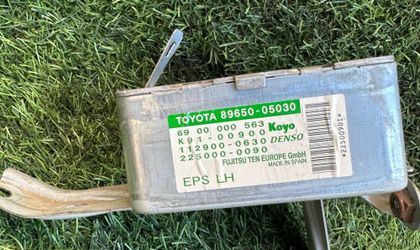 TOYOTA 89650-05030
69 00 000 563 Koyo
K91-00900
112900-0630 DENSO
225000-0090
FUJITSU TEN EUROPE GmbH
MADE IN SPAIN
EPS LH
*22500901*